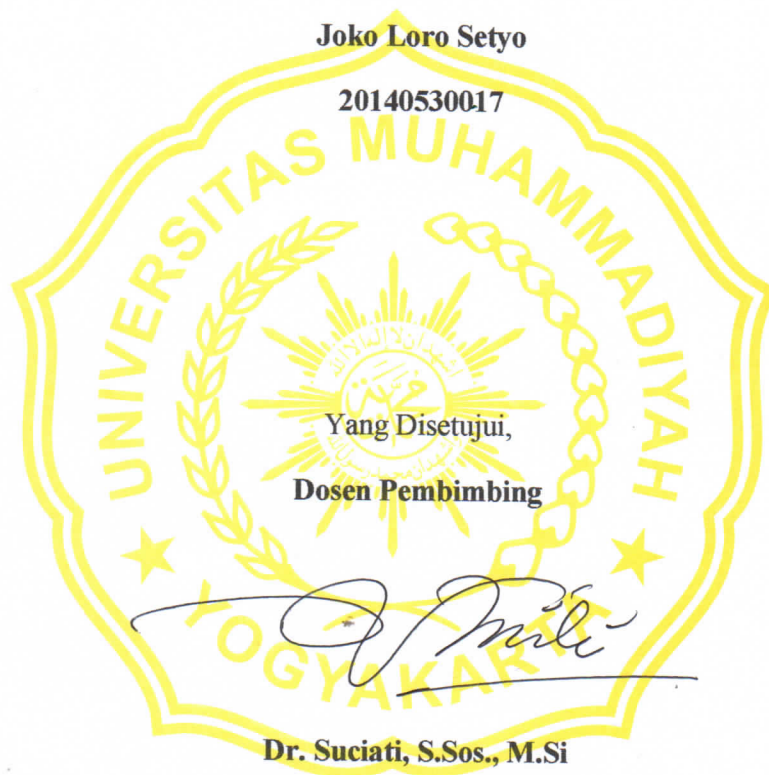 Joko Loro Setyo
20140530017
UNIVERSITAS MUHAMMADIYAH
Yang Disetujui,
Dosen Pembimbing
YOGYAKARTA
Dr. Suciati, S.Sos., M.Si